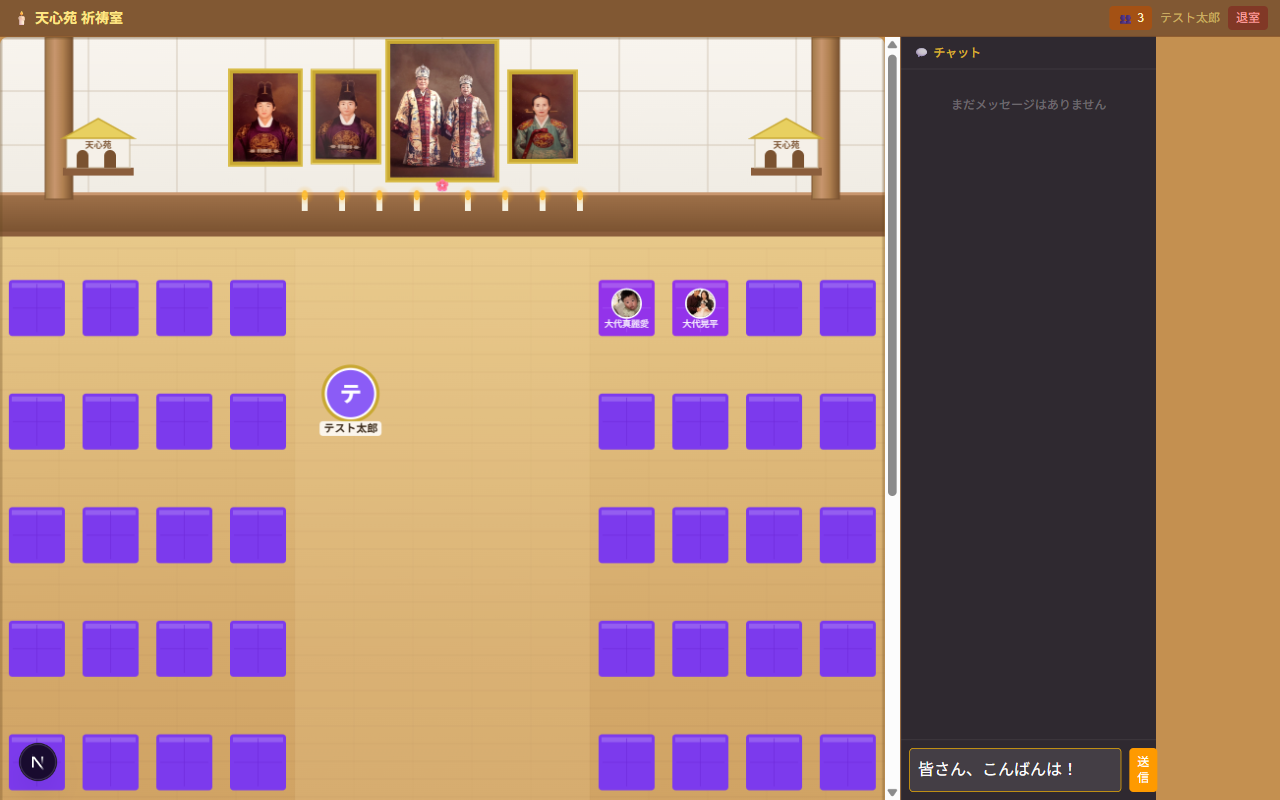 天心苑 祈祷室
3
テスト太郎
退室
チャット
まだメッセージはありません
天心苑
天心苑
大代真麗愛
大代晃平
テ
テスト太郎
N
皆さん、こんばんは！
送
信